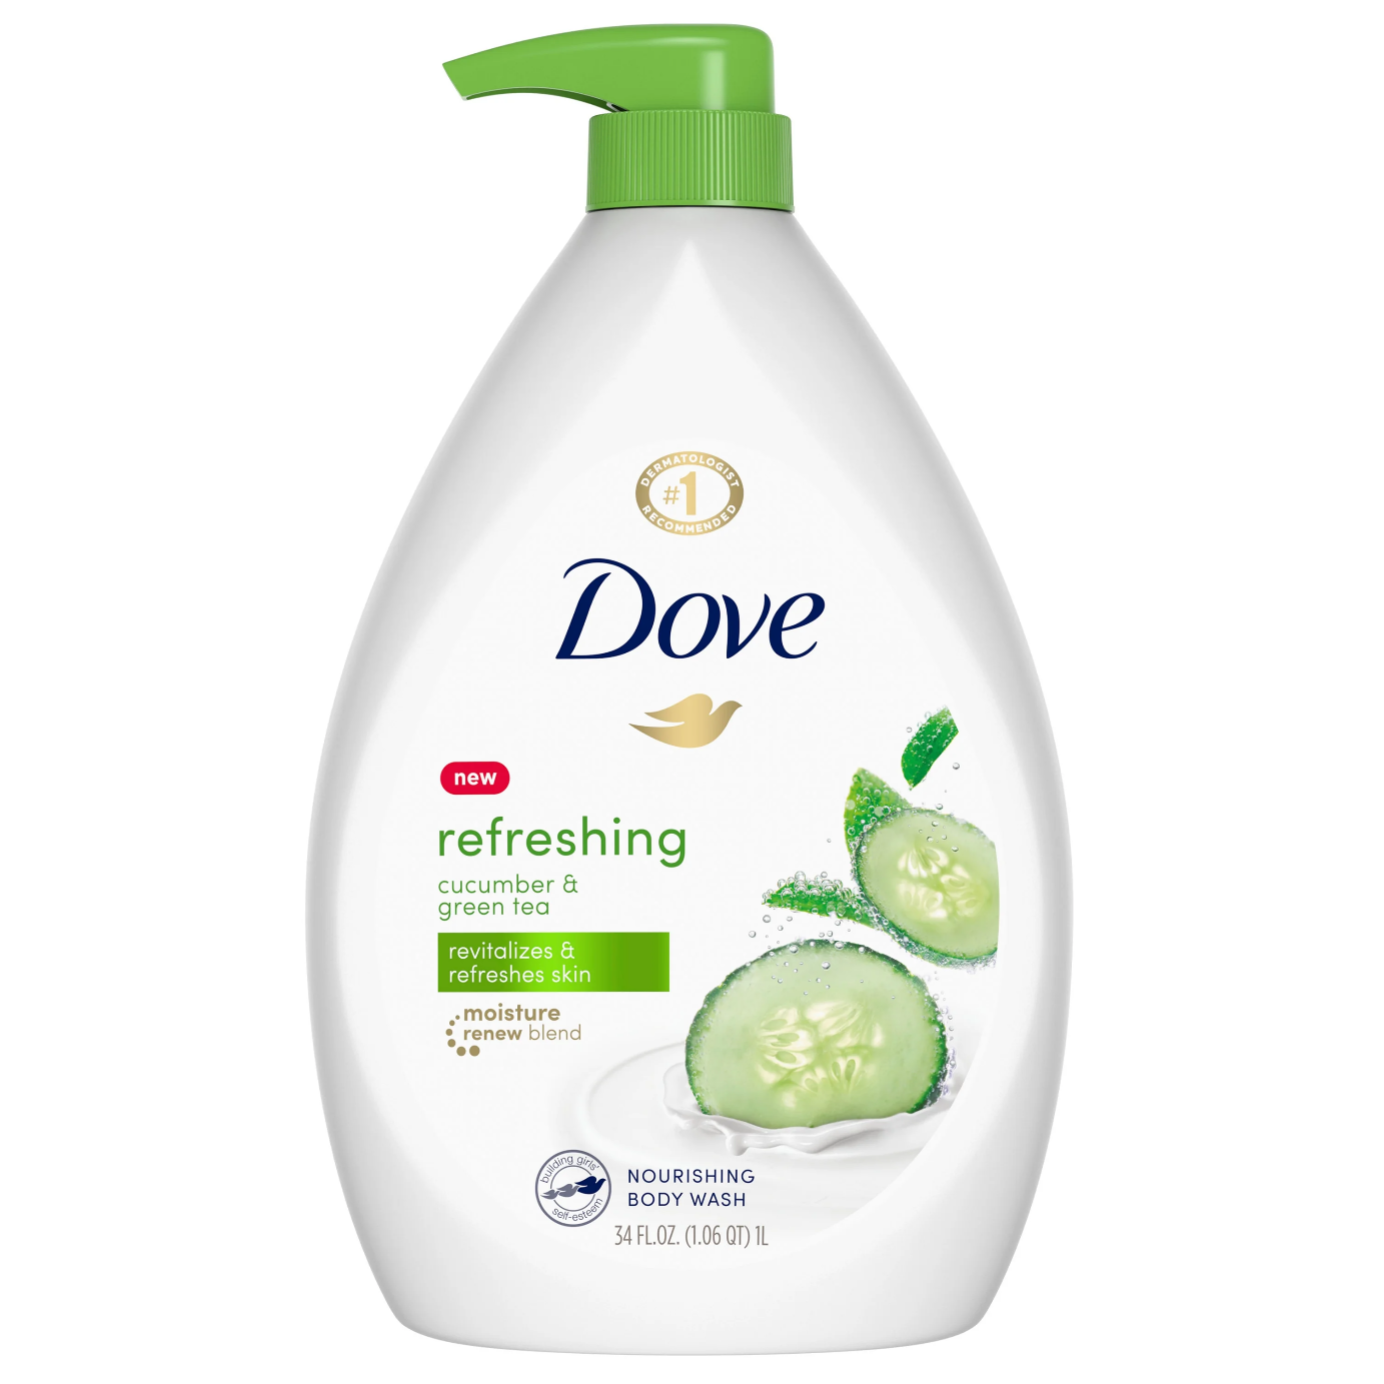 DERMATOLOGIST
#1
RECOMMENDED
Dove
new
refreshing
cucumber &
green tea
revitalizes &
refreshes skin
moisture
renew blend
building girls'
self-esteem
NOURISHING
BODY WASH
34 FL.OZ. (1.06 QT) 1L